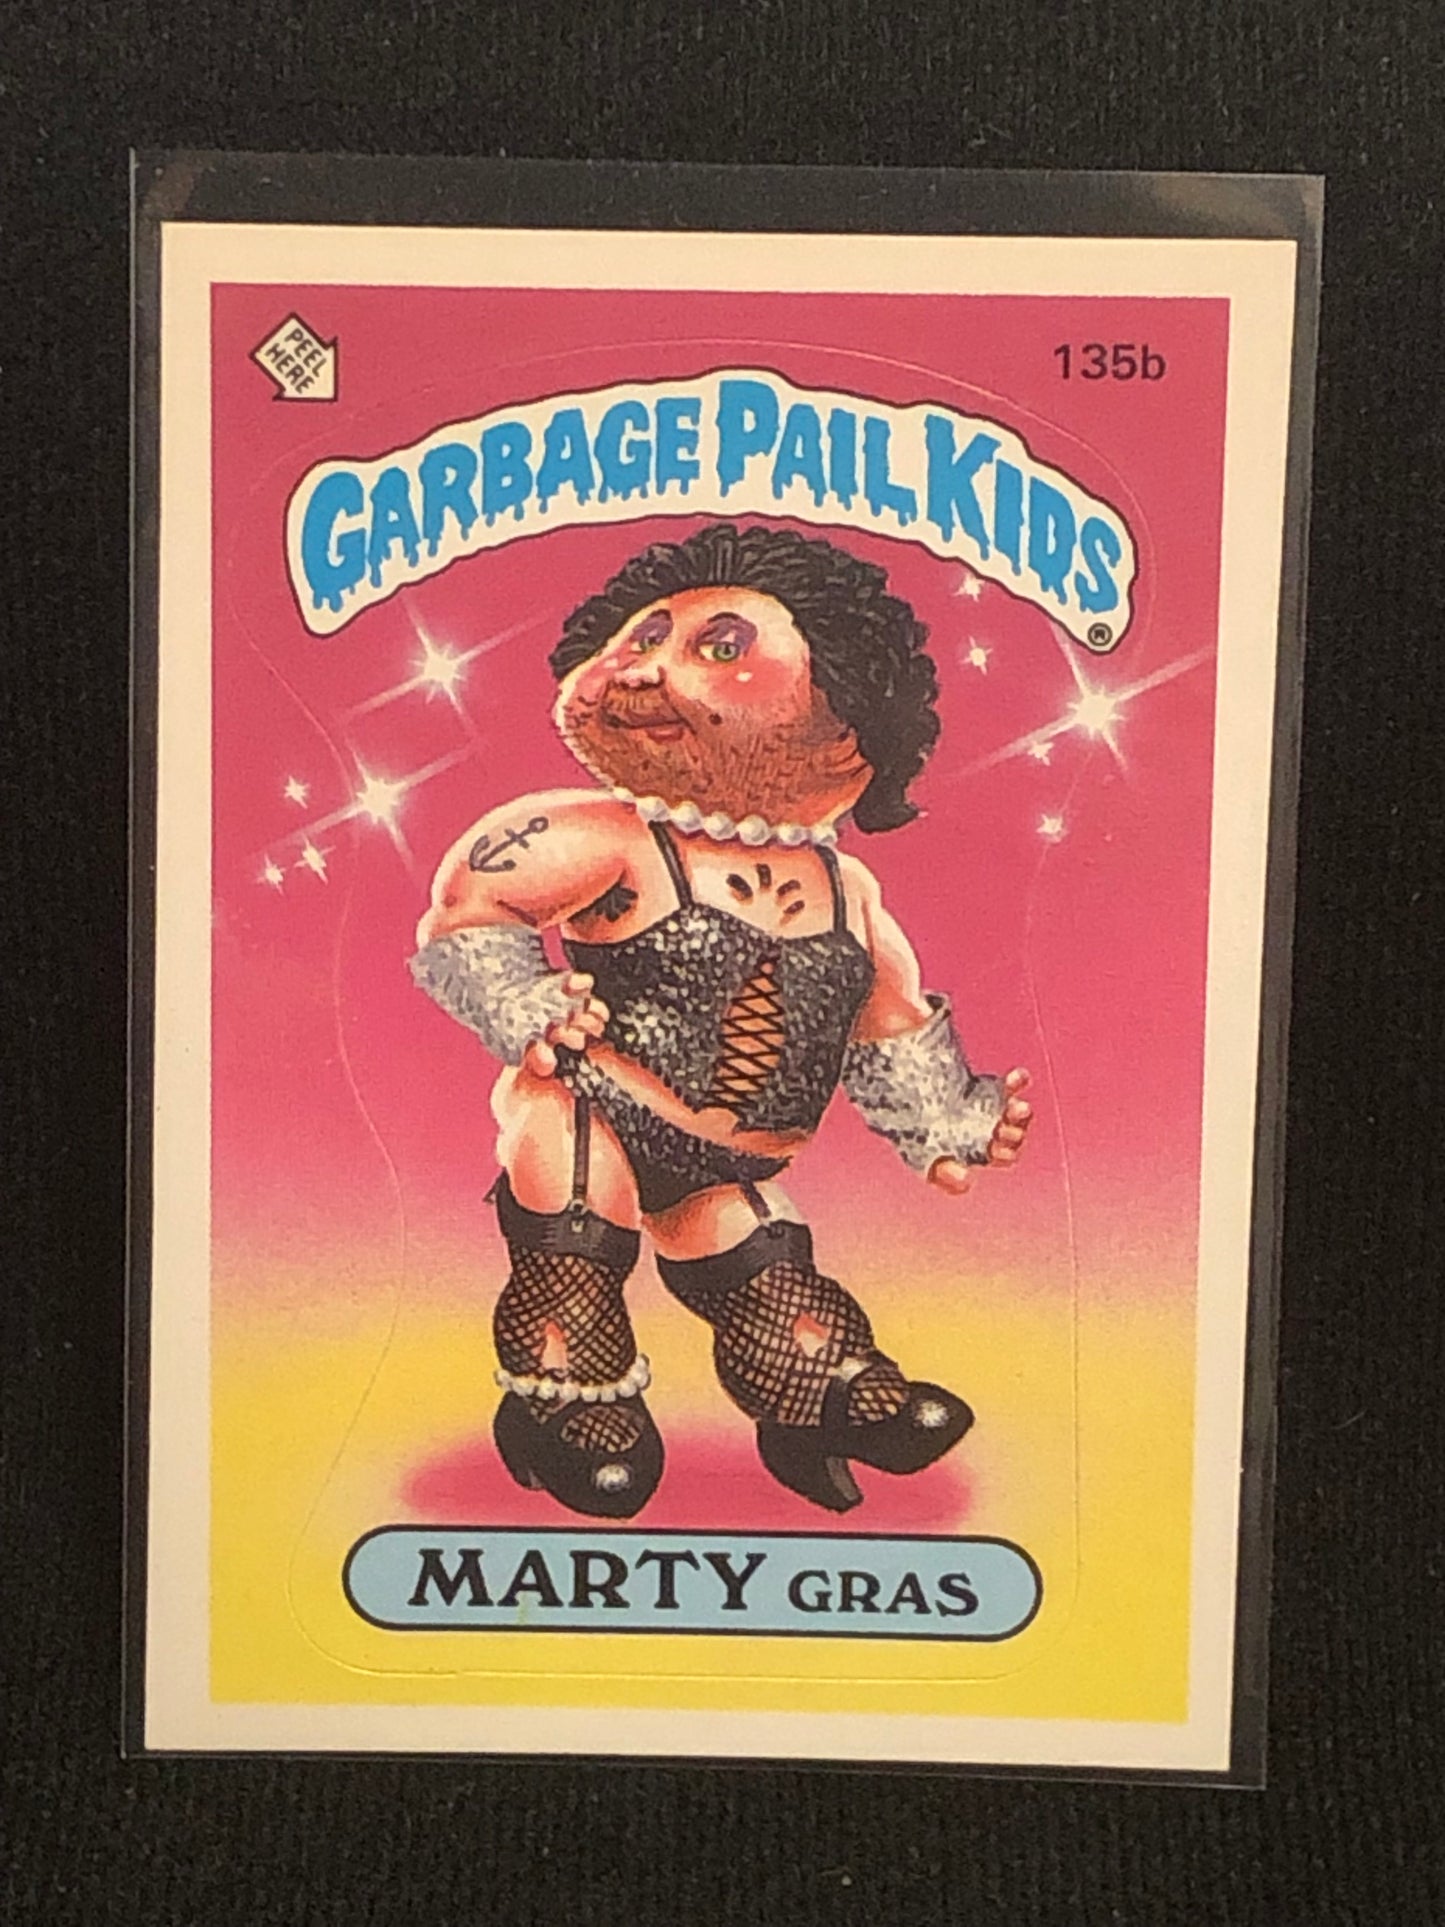 PEEL
HERE
135b
GARBAGE PAIL KIDS
®
MARTY GRAS